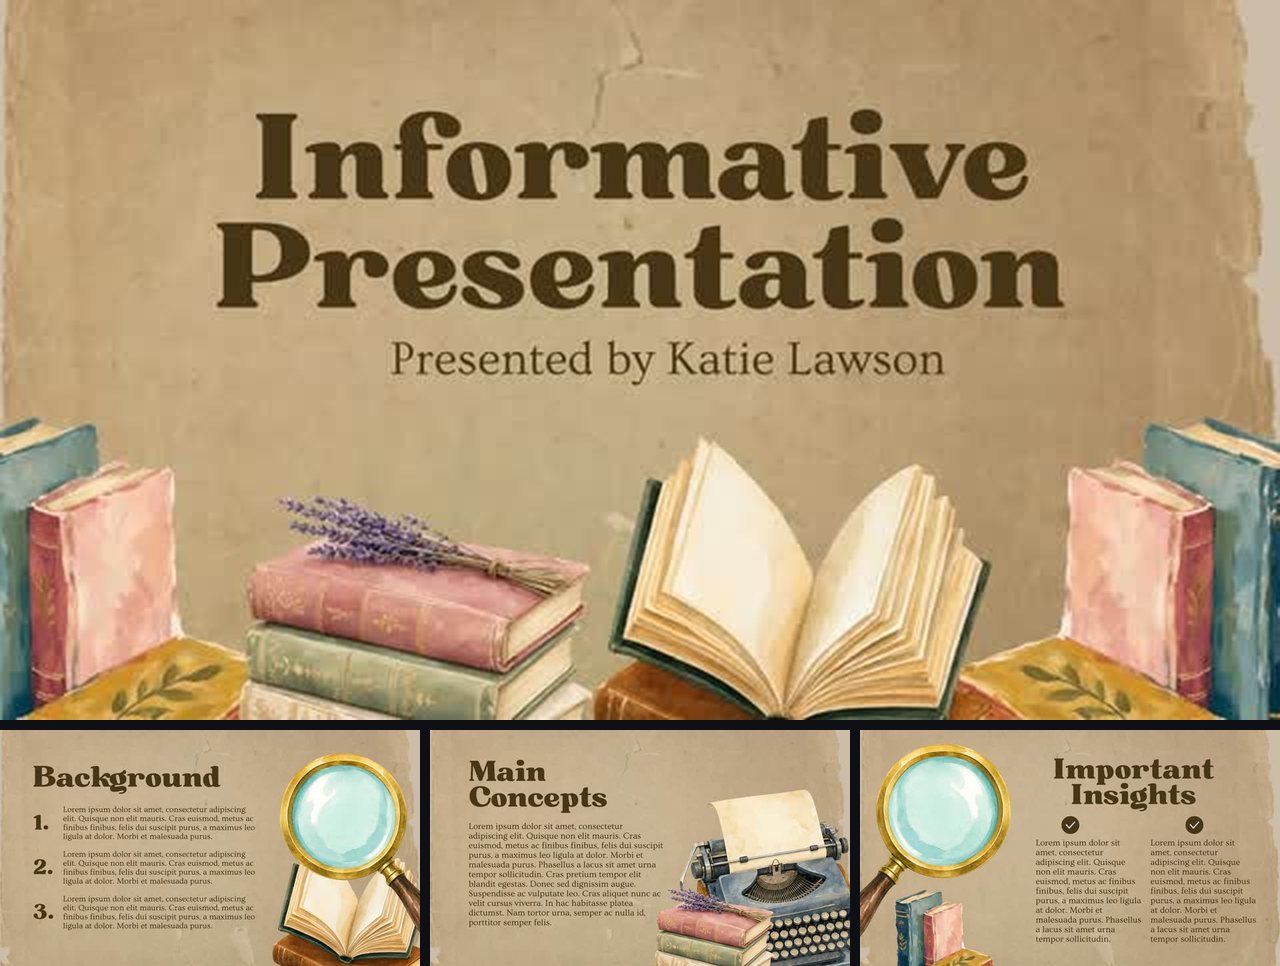 Informative
Presentation
Presented by Katie Lawson
Background
1.
Lorem ipsum dolor sit amet, consectetur adipiscing
elit. Quisque non elit mauris. Cras euismod, metus ac
finibus finibus, felis dui suscipit purus, a maximus leo
ligula at dolor. Morbi et malesuada purus.
2.
Lorem ipsum dolor sit amet, consectetur adipiscing
elit. Quisque non elit mauris. Cras euismod, metus ac
finibus finibus, felis dui suscipit purus, a maximus leo
ligula at dolor. Morbi et malesuada purus.
3.
Lorem ipsum dolor sit amet, consectetur adipiscing
elit. Quisque non elit mauris. Cras euismod, metus ac
finibus finibus, felis dui suscipit purus, a maximus leo
ligula at dolor. Morbi et malesuada purus.
Main
Concepts
Lorem ipsum dolor sit amet, consectetur
adipiscing elit. Quisque non elit mauris. Cras
euismod, metus ac finibus finibus, felis dui suscipit
purus, a maximus leo ligula at dolor. Morbi et
malesuada purus. Phasellus a lacus sit amet urna
tempor sollicitudin. Cras pretium tempor elit
blandit egestas. Donec sed dignissim augue.
Suspendisse ac vulputate leo. Cras aliquet nunc ac
velit cursus viverra. In hac habitasse platea
dictumst. Nam tortor urna, semper ac nulla id,
porttitor semper felis.
Important
Insights
Lorem ipsum dolor sit
amet, consectetur
adipiscing elit. Quisque
non elit mauris. Cras
euismod, metus ac finibus
finibus, felis dui suscipit
purus, a maximus leo ligula
at dolor. Morbi et
malesuada purus. Phasellus
a lacus sit amet urna
tempor sollicitudin.
Lorem ipsum dolor sit
amet, consectetur
adipiscing elit. Quisque
non elit mauris. Cras
euismod, metus ac finibus
finibus, felis dui suscipit
purus, a maximus leo ligula
at dolor. Morbi et
malesuada purus. Phasellus
a lacus sit amet urna
tempor sollicitudin.